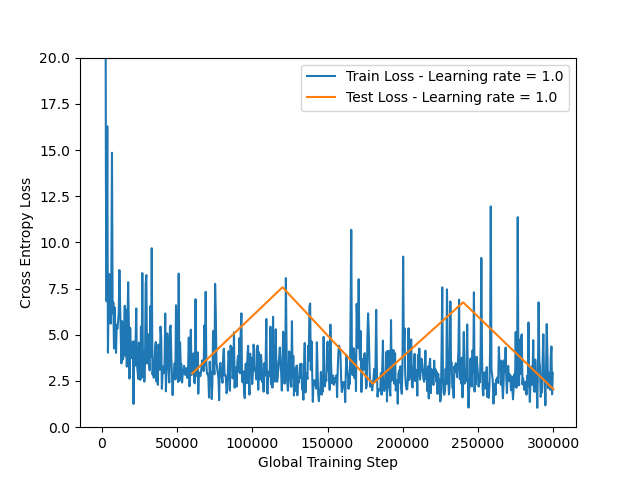 20.0
17.5
15.0
12.5
10.0
7.5
5.0
2.5
0.0
Cross Entropy Loss
Train Loss - Learning rate = 1.0
Test Loss - Learning rate = 1.0
0 50000 100000 150000 200000 250000 300000
Global Training Step